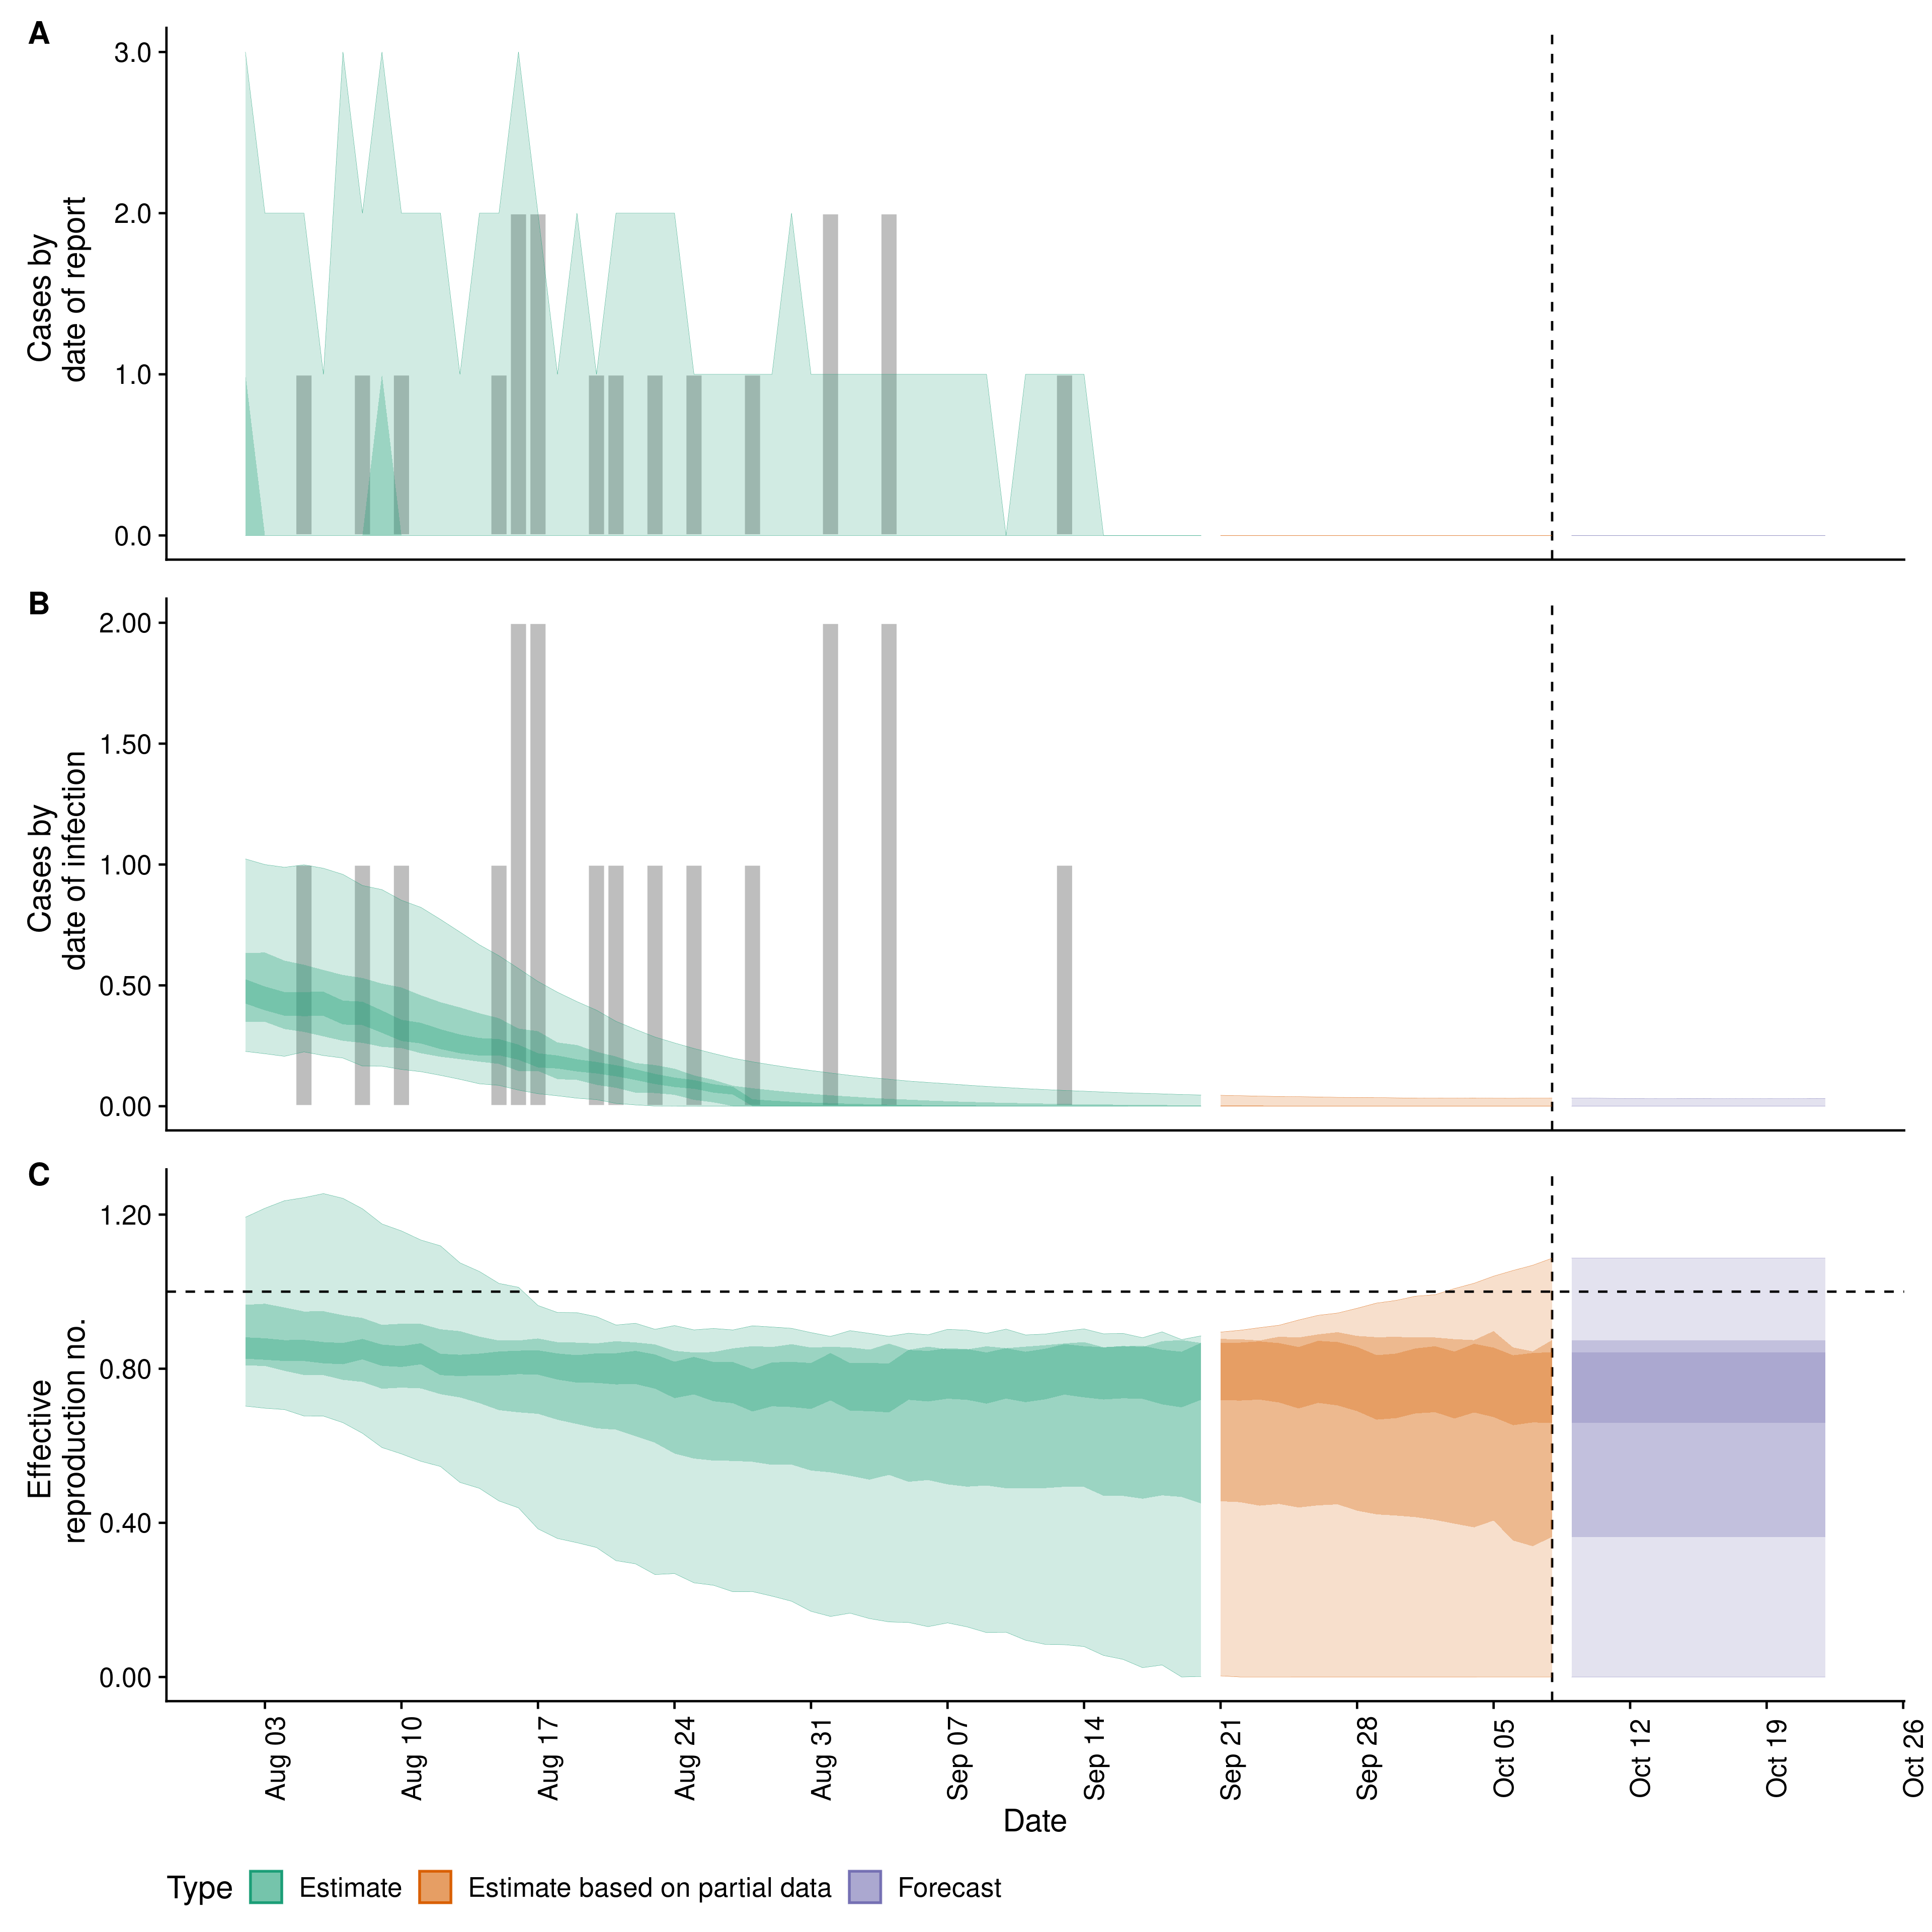 A
3.0
2.0
1.0
0.0
Cases by
date of report
B
2.00
1.50
1.00
0.50
0.00
Cases by
date of infection
C
1.20
0.80
0.40
0.00
Effective
reproduction no.
Aug 03
Aug 10
Aug 17
Aug 24
Aug 31
Sep 07
Sep 14
Sep 21
Sep 28
Oct 05
Oct 12
Oct 19
Oct 26
Date
Type Estimate Estimate based on partial data Forecast